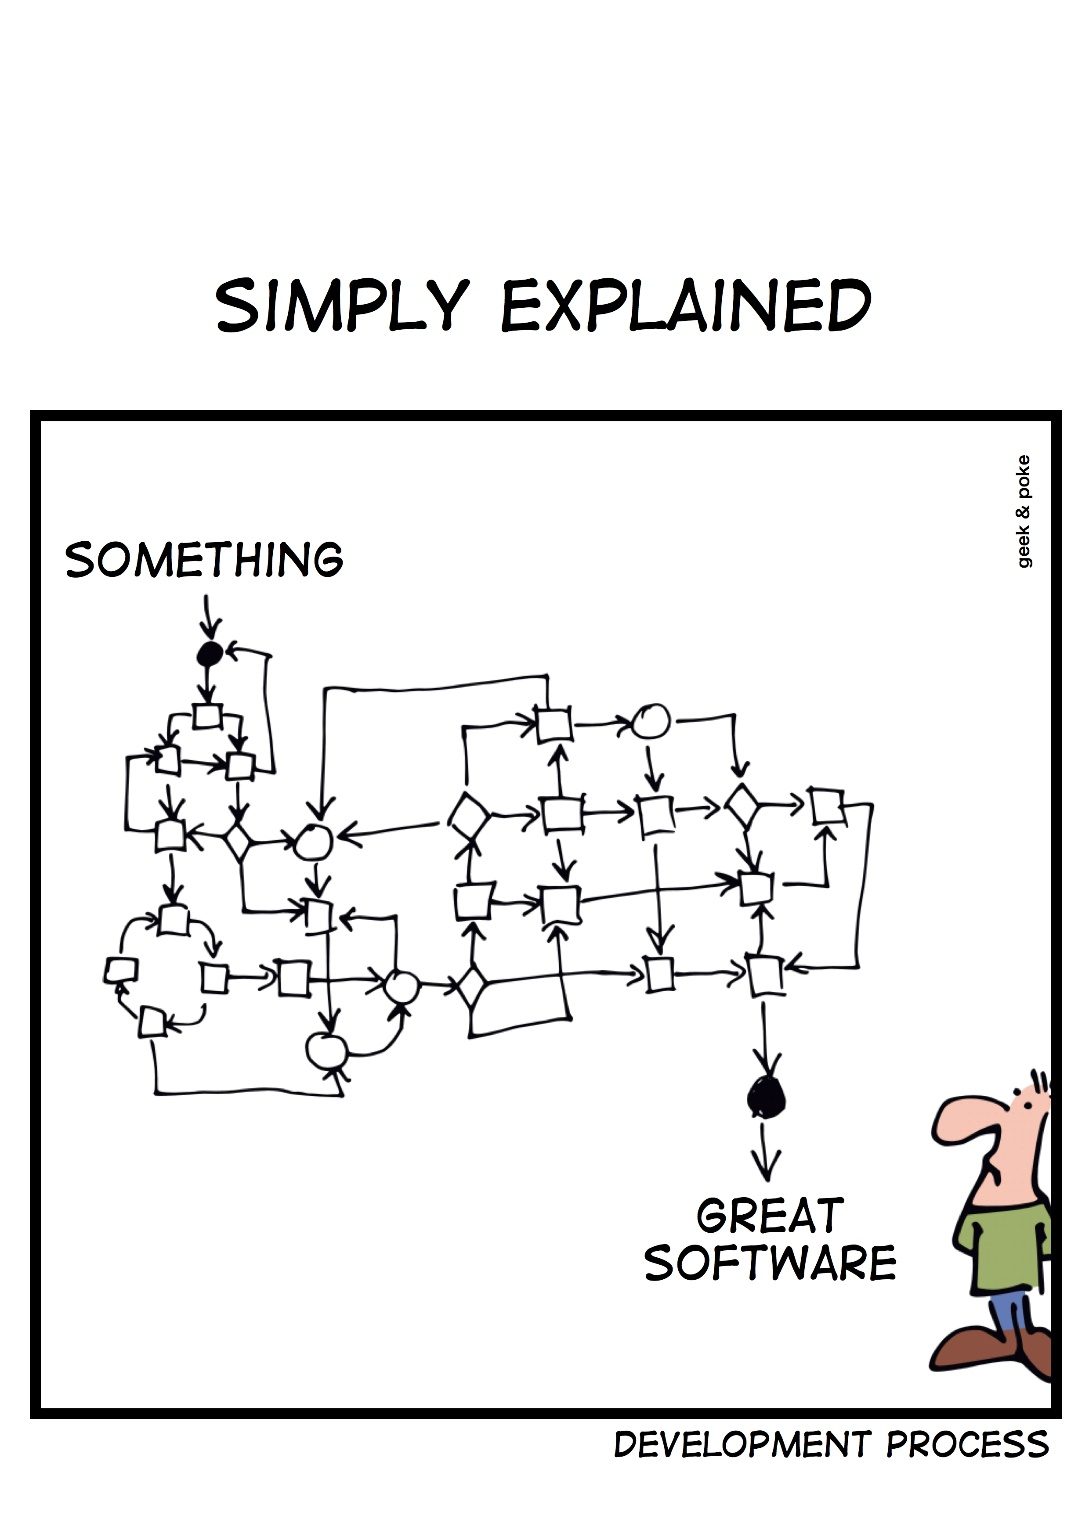 SIMPLY EXPLAINED
geek & poke
SOMETHING
GREAT
SOFTWARE
DEVELOPMENT PROCESS